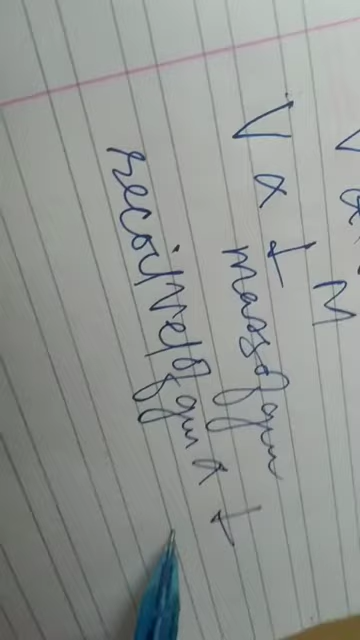 V α
M
V α 1
mass of gun
recoil vel of gun α 1